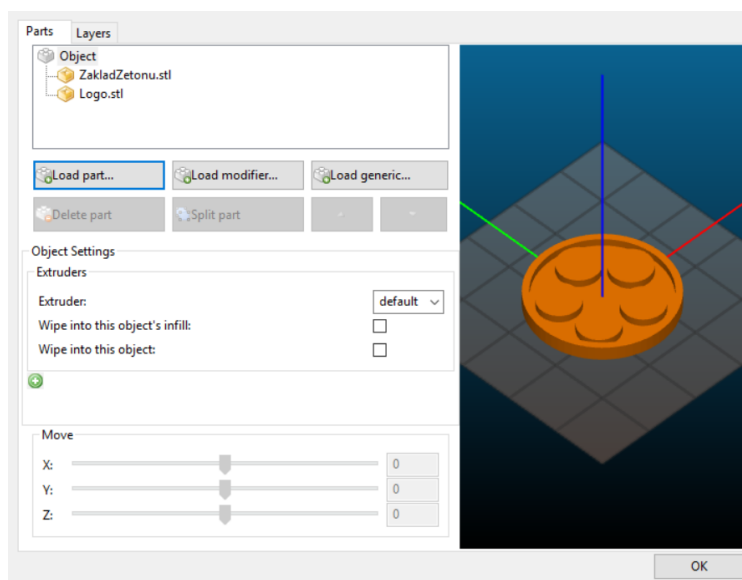 Parts Layers
Object
ZakladZetonu.stl
Logo.stl
Load part... Load modifier... Load generic...
Delete part Split part
Object Settings
Extruders
Extruder: default
Wipe into this object's infill:
Wipe into this object:
Move
X: 0
Y: 0
Z: 0
OK